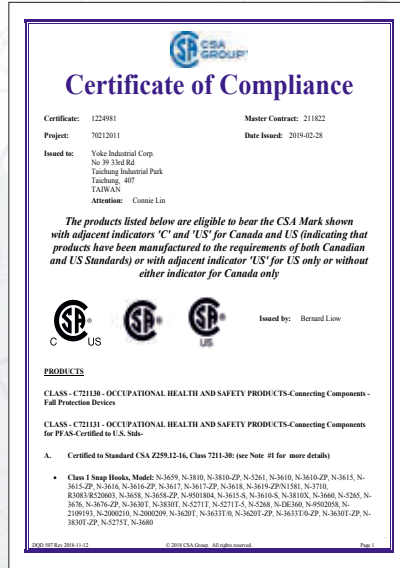 CSA
GROUP™
Certificate of Compliance
Certificate: 1224981 Master Contract: 211822
Project: 70212011 Date Issued: 2019-02-28
Issued to: Yoke Industrial Corp.
No 39 33rd Rd
Taichung Industrial Park
Taichung, 407
TAIWAN
Attention: Connie Lin
The products listed below are eligible to bear the CSA Mark shown
with adjacent indicators 'C' and 'US' for Canada and US (indicating that
products have been manufactured to the requirements of both Canadian
and US Standards) or with adjacent indicator 'US' for US only or without
either indicator for Canada only
C US
US
Issued by: Bernard Liow
PRODUCTS
CLASS - C721130 - OCCUPATIONAL HEALTH AND SAFETY PRODUCTS-Connecting Components -
Fall Protection Devices
CLASS - C721131 - OCCUPATIONAL HEALTH AND SAFETY PRODUCTS-Connecting Components
for PFAS-Certified to U.S. Stds-
A. Certified to Standard CSA Z259.12-16, Class 7211-30: (see Note #1 for more details)
• Class 1 Snap Hooks, Model: N-3659, N-3810, N-3810-ZP, N-5261, N-3610, N-3610-ZP, N-3615, N-
3615-ZP, N-3616, N-3616-ZP, N-3617, N-3617-ZP, N-3618, N-3619-ZP/N1581, N-3710,
R3083/R520603, N-3658, N-3658-ZP, N-9501804, N-3615-S, N-3610-S, N-3810X, N-3660, N-5265, N-
3676, N-3676-ZP, N-3630T, N-3830T, N-5271T, N-5271T-5, N-5268, N-DE360, N-9502058, N-
2109193, N-2000210, N-2000209, N-3620T, N-3633T/0, N-3620T-ZP, N-3633T/0-ZP, N-3630T-ZP, N-
3830T-ZP, N-5275T, N-3680
DQD 507 Rev 2018-11-12 © 2018 CSA Group. All rights reserved. Page 1